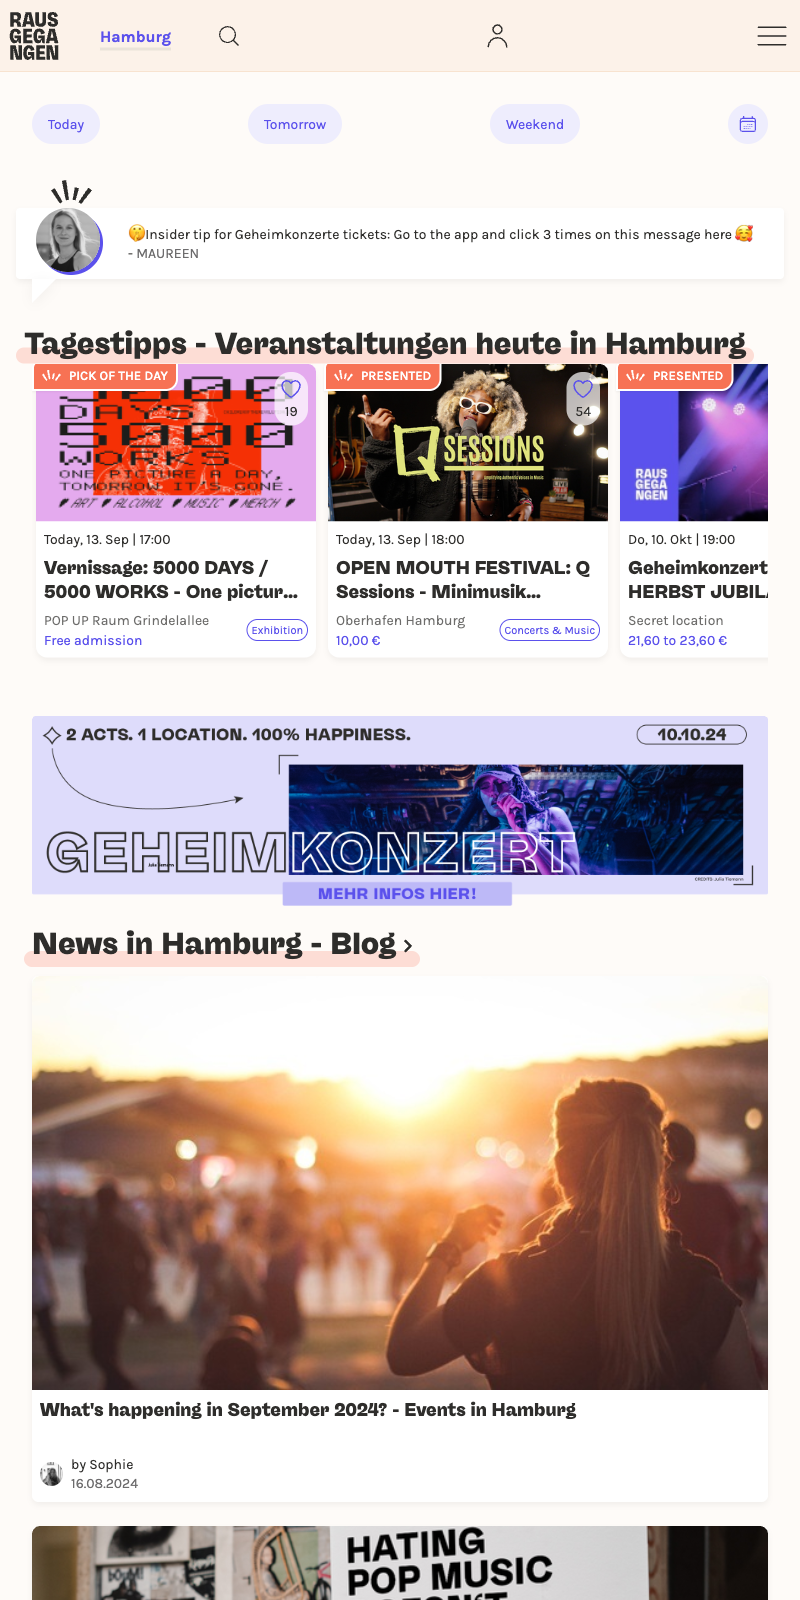 RAUS
GEGA
NGEN
Hamburg
Today
Tomorrow
Weekend
🤫Insider tip for Geheimkonzerte tickets: Go to the app and click 3 times on this message here 🥰
- MAUREEN
Tagestipps - Veranstaltungen heute in Hamburg
PICK OF THE DAY
19
DAYS
5000
WORKS
ONE PICTURE A DAY,
TOMORROW IT'S GONE.
ART ALCOHOL MUSIC MERCH
Today, 13. Sep | 17:00
Vernissage: 5000 DAYS /
5000 WORKS - One pictur...
POP UP Raum Grindelallee
Free admission
Exhibition
PRESENTED
54
Q SESSIONS
Today, 13. Sep | 18:00
OPEN MOUTH FESTIVAL: Q
Sessions - Minimusik...
Oberhafen Hamburg
10,00 €
Concerts & Music
PRESENTED
RAUS
GEGA
NGEN
Do, 10. Okt | 19:00
Geheimkonzert
HERBST JUBILA
Secret location
21,60 to 23,60 €
2 ACTS. 1 LOCATION. 100% HAPPINESS.
10.10.24
GEHEIMKONZERT
MEHR INFOS HIER!
News in Hamburg - Blog >
What's happening in September 2024? - Events in Hamburg
by Sophie
16.08.2024
HATING
POP MUSIC